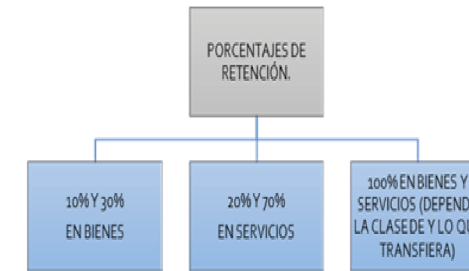 PORCENTAJES DE
RETENCIÓN.
10% Y 30%
EN BIENES
20% Y 70%
EN SERVICIOS
100% EN BIENES Y
SERVICIOS (DEPEND
LA CLASE DE Y LO QU
TRANSFIERA)